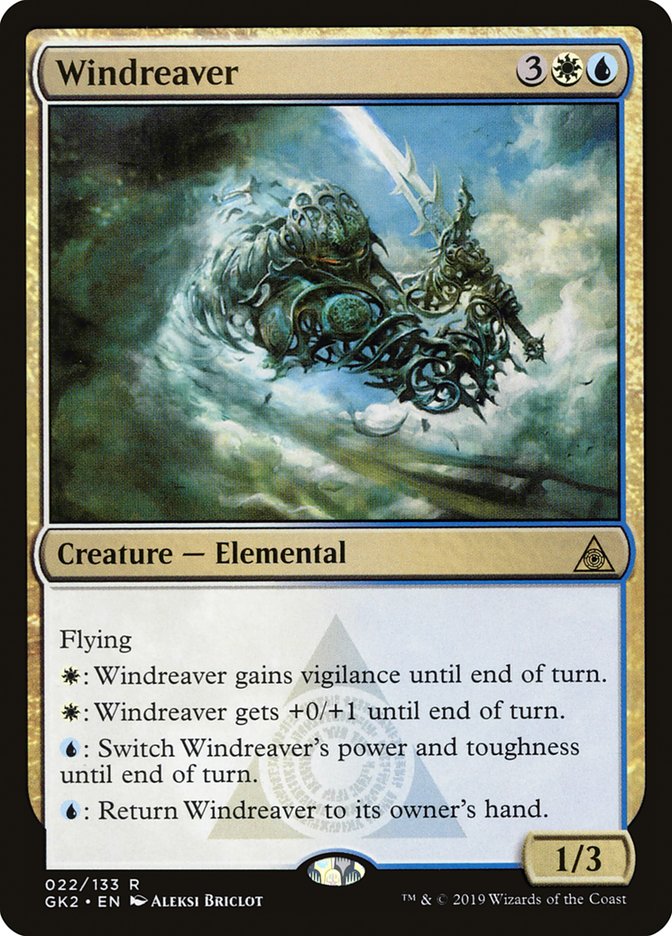 Windreaver 3
Creature — Elemental
Flying
: Windreaver gains vigilance until end of turn.
: Windreaver gets +0/+1 until end of turn.
: Switch Windreaver's power and toughness
until end of turn.
: Return Windreaver to its owner's hand.
1/3
022/133 R
GK2 • EN Aleksi Briclot
™ & © 2019 Wizards of the Coast